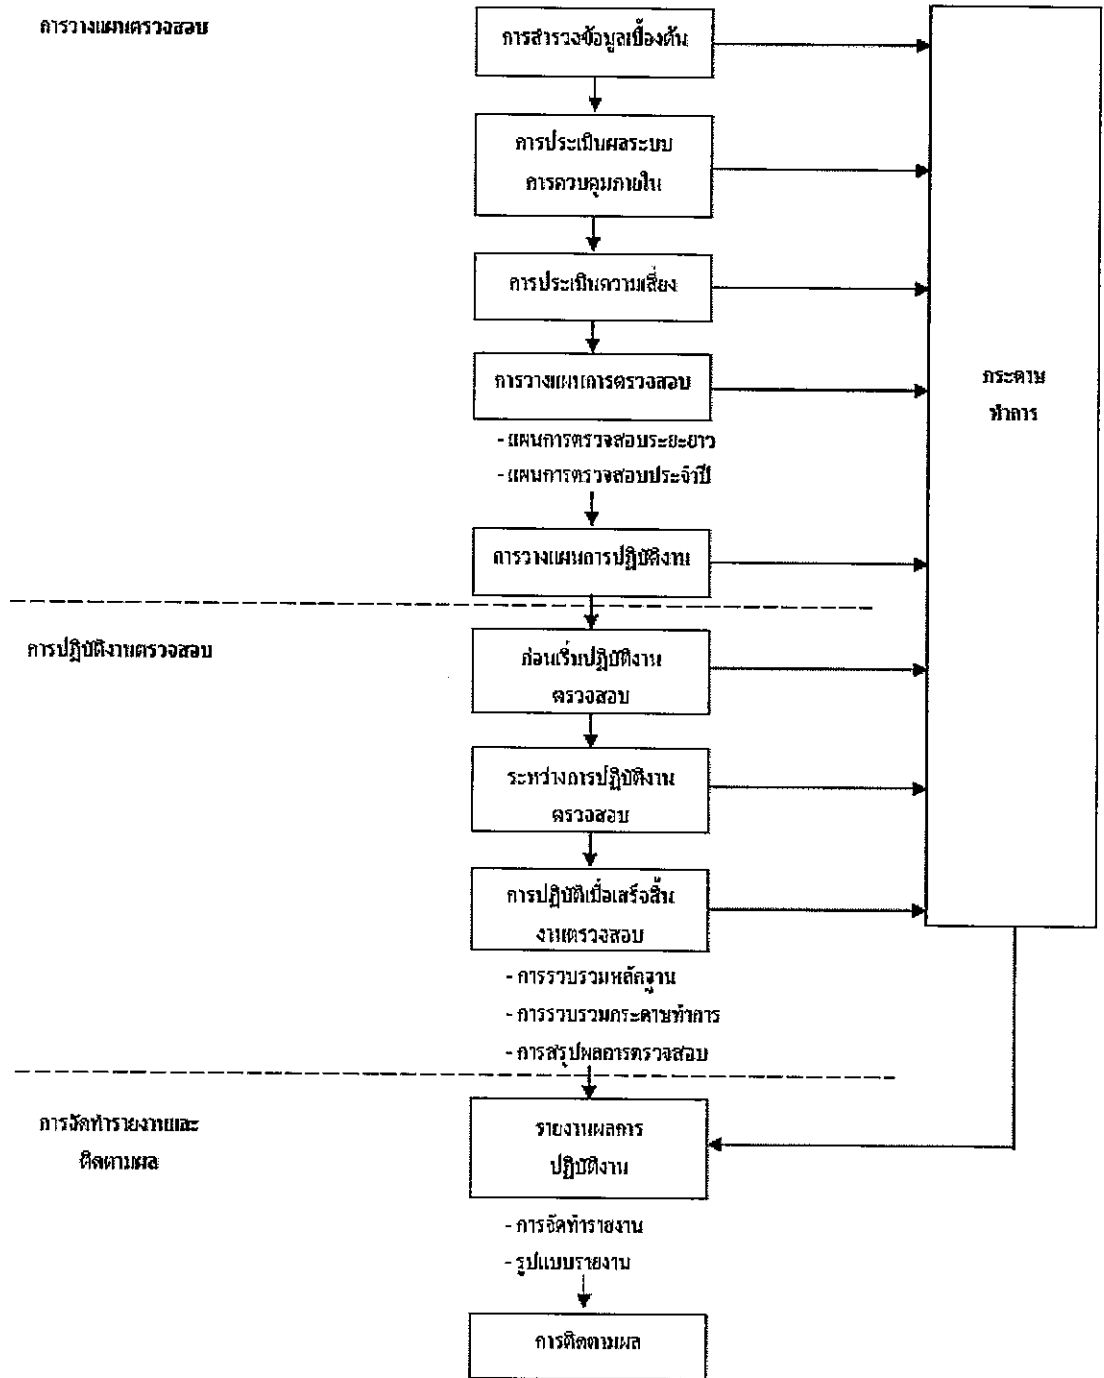 การวางแผนตรวจสอบ
การสำรวจข้อมูลเบื้องต้น
การประเมินผลระบบ
การควบคุมภายใน
การประเมินความเสี่ยง
การวางแผนการตรวจสอบ
- แผนการตรวจสอบระยะยาว
- แผนการตรวจสอบประจำปี
การวางแผนการปฏิบัติงาน
กระดาษ
ทำการ
การปฏิบัติงานตรวจสอบ
ก่อนเริ่มปฏิบัติงาน
ตรวจสอบ
ระหว่างการปฏิบัติงาน
ตรวจสอบ
การปฏิบัติเมื่อเสร็จสิ้น
งานตรวจสอบ
- การรวบรวมหลักฐาน
- การรวบรวมกระดาษทำการ
- การสรุปผลการตรวจสอบ
การจัดทำรายงานและ
ติดตามผล
รายงานผลการ
ปฏิบัติงาน
- การจัดทำรายงาน
- รูปแบบรายงาน
การติดตามผล